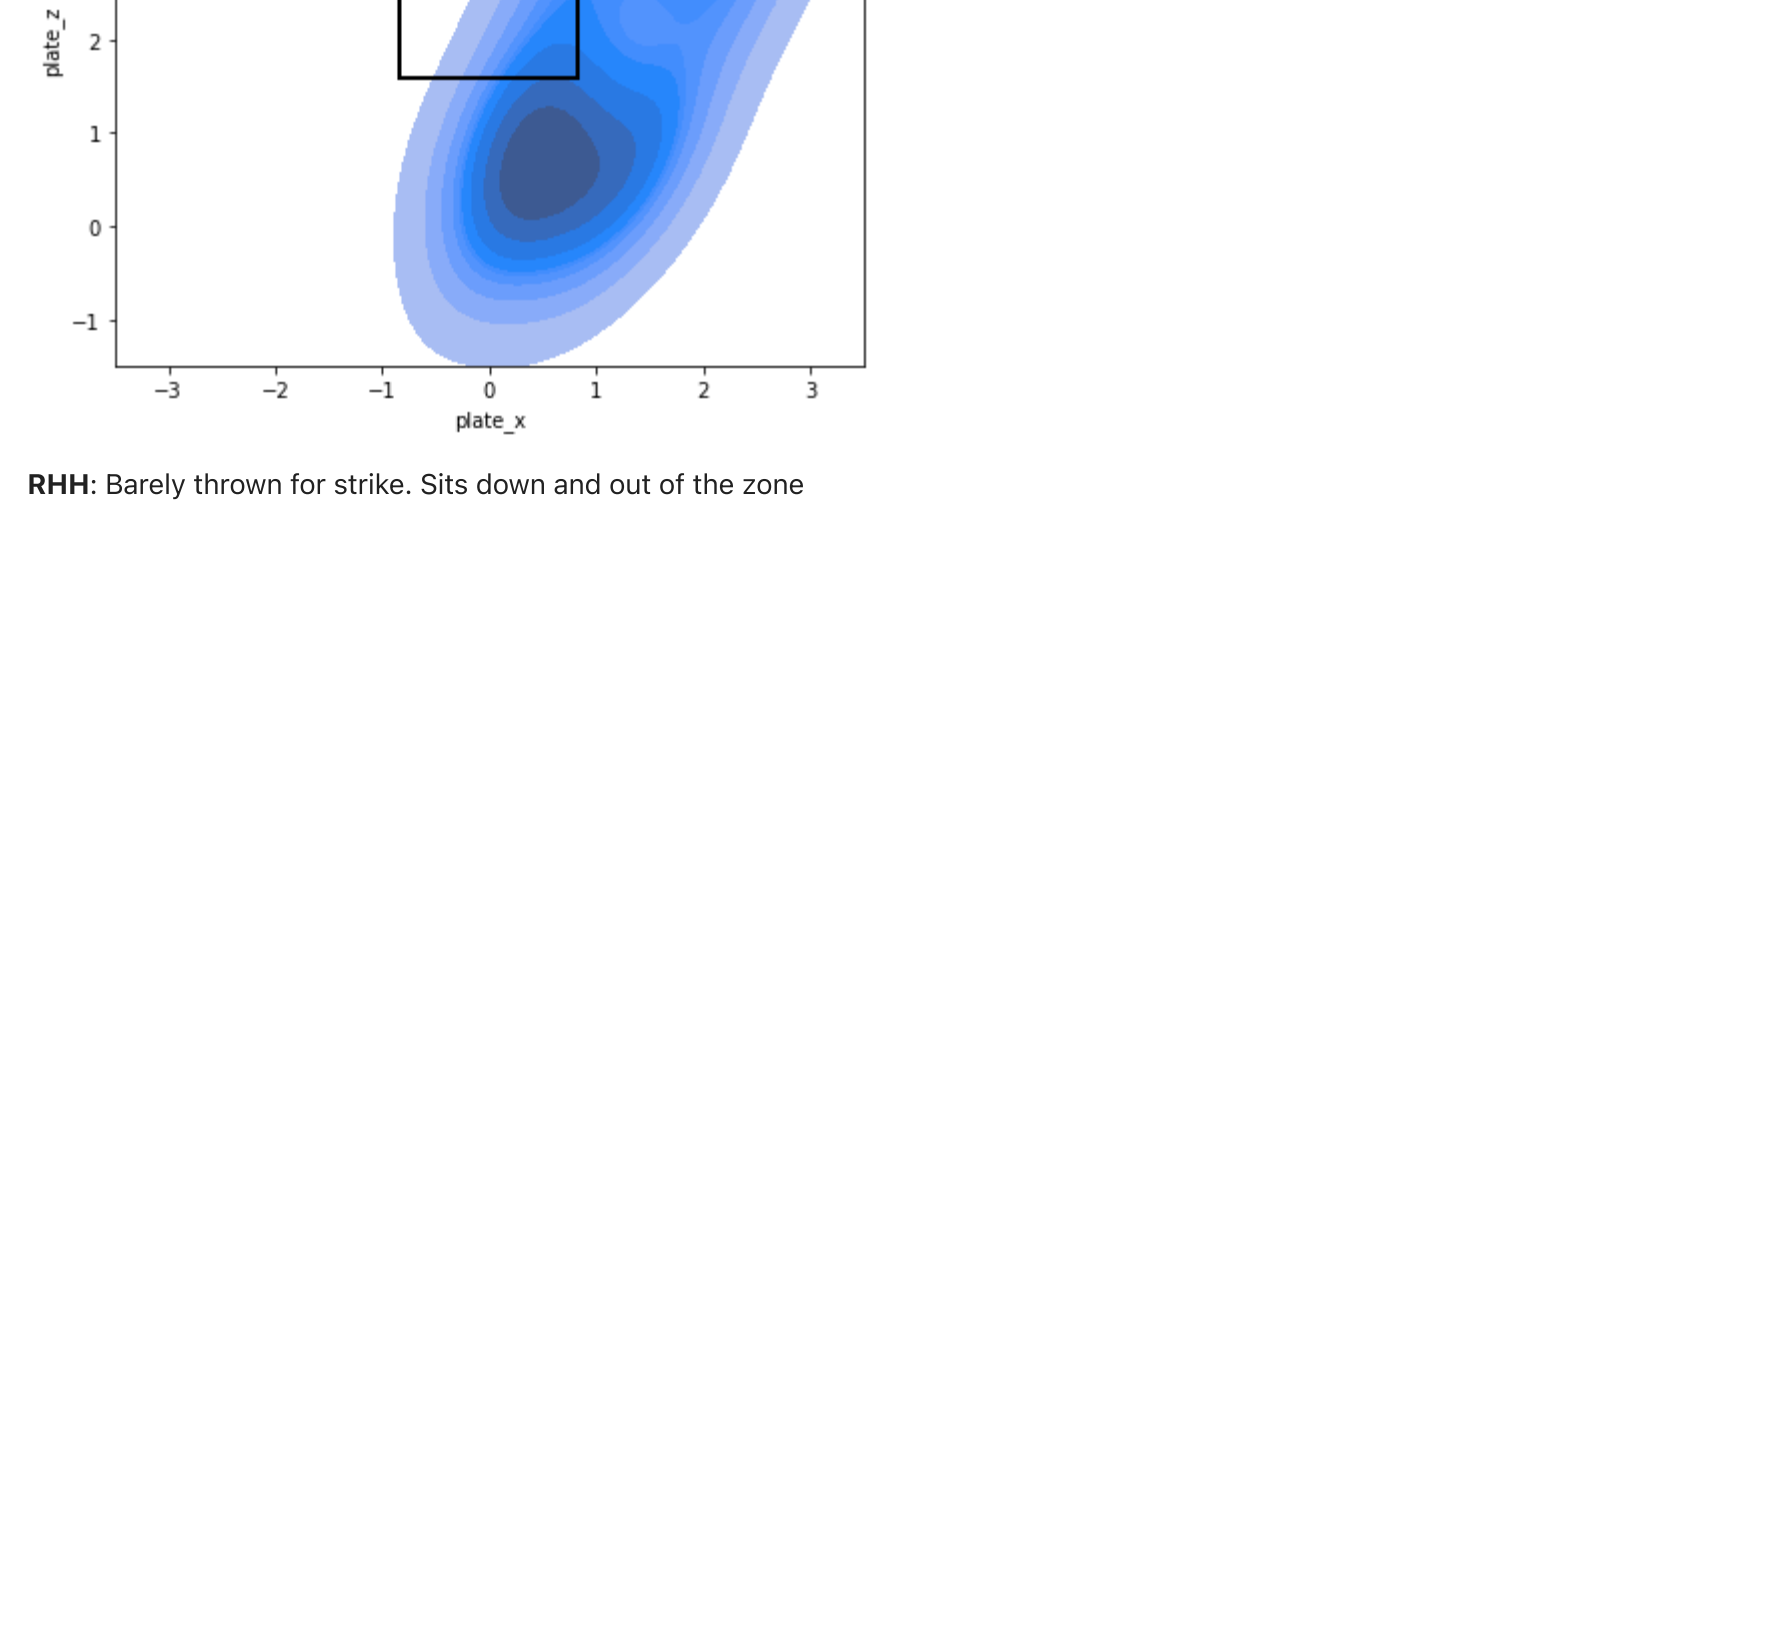 plate_z
2
1
0
−1
−3 −2 −1 0 1 2 3
plate_x
RHH: Barely thrown for strike. Sits down and out of the zone